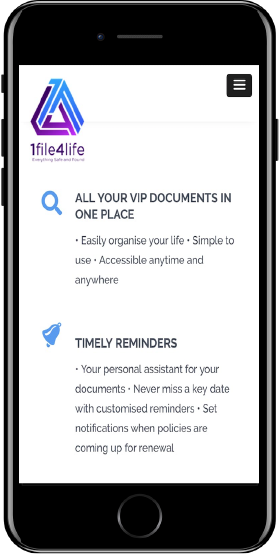 1file4life
Everything Safe and Found
ALL YOUR VIP DOCUMENTS IN
ONE PLACE
• Easily organise your life • Simple to
use • Accessible anytime and
anywhere
TIMELY REMINDERS
• Your personal assistant for your
documents • Never miss a key date
with customised reminders • Set
notifications when policies are
coming up for renewal